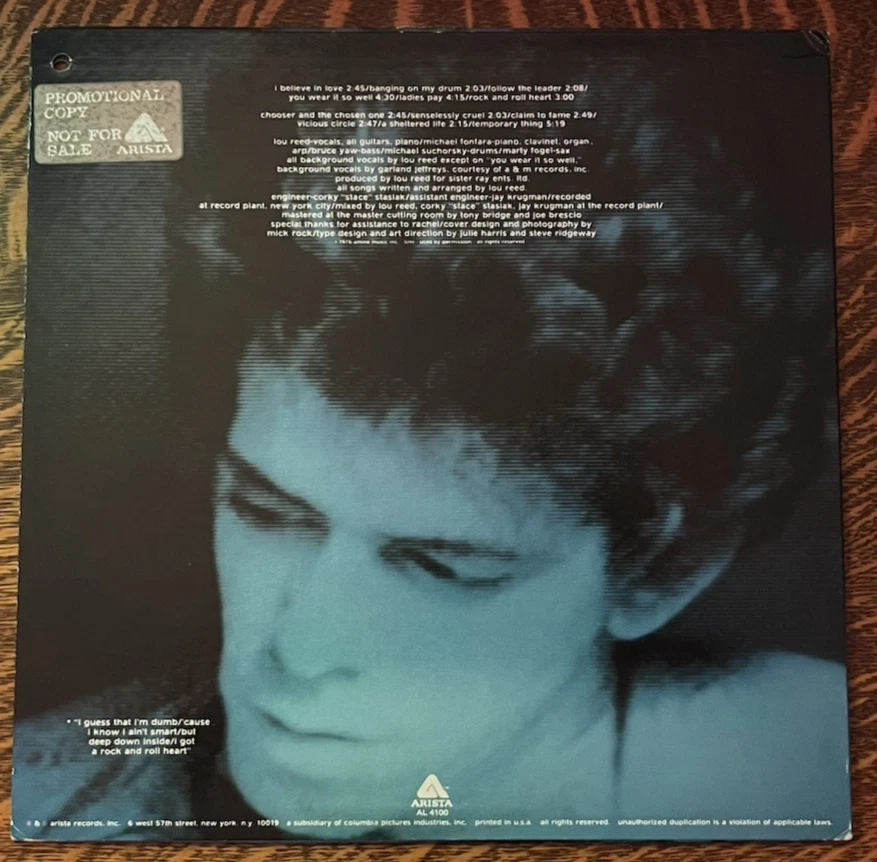 PROMOTIONAL
COPY
NOT FOR
SALE ARISTA
i believe in love 2:45/banging on my drum 2:03/follow the leader 2:08/
you wear it so well 4:30/ladies pay 4:15/rock and roll heart 3:00
chooser and the chosen one 2:45/senselessly cruel 2:03/claim to fame 2:49/
vicious circle 2:47/a sheltered life 2:15/temporary thing 5:19
lou reed-vocals, all guitars, piano/michael fonfara-piano, clavinet, organ,
arp/bruce yaw-bass/michael suchorsky-drums/marty fogel-sax
all background vocals by lou reed except on "you wear it so well,"
background vocals by garland jeffreys, courtesy of a & m records, inc.
produced by lou reed for sister ray ents. ltd.
all songs written and arranged by lou reed.
engineer-corky "stace" stasiak/assistant engineer-jay krugman/recorded
at record plant, new york city/mixed by lou reed, corky "stace" stasiak, jay krugman at the record plant/
mastered at the master cutting room by tony bridge and joe brescio
special thanks for assistance to rachel/cover design and photography by
mick rock/type design and art direction by julie harris and steve ridgeway
used by permission all rights reserved
* "i guess that i'm dumb/'cause
i know i ain't smart/but
deep down inside/i got
a rock and roll heart"
ARISTA
AL 4100
& arista records, inc. 6 west 57th street, new york, n.y. 10019 a subsidiary of columbia pictures industries, inc. printed in u.s.a. all rights reserved. unauthorized duplication is a violation of applicable laws.